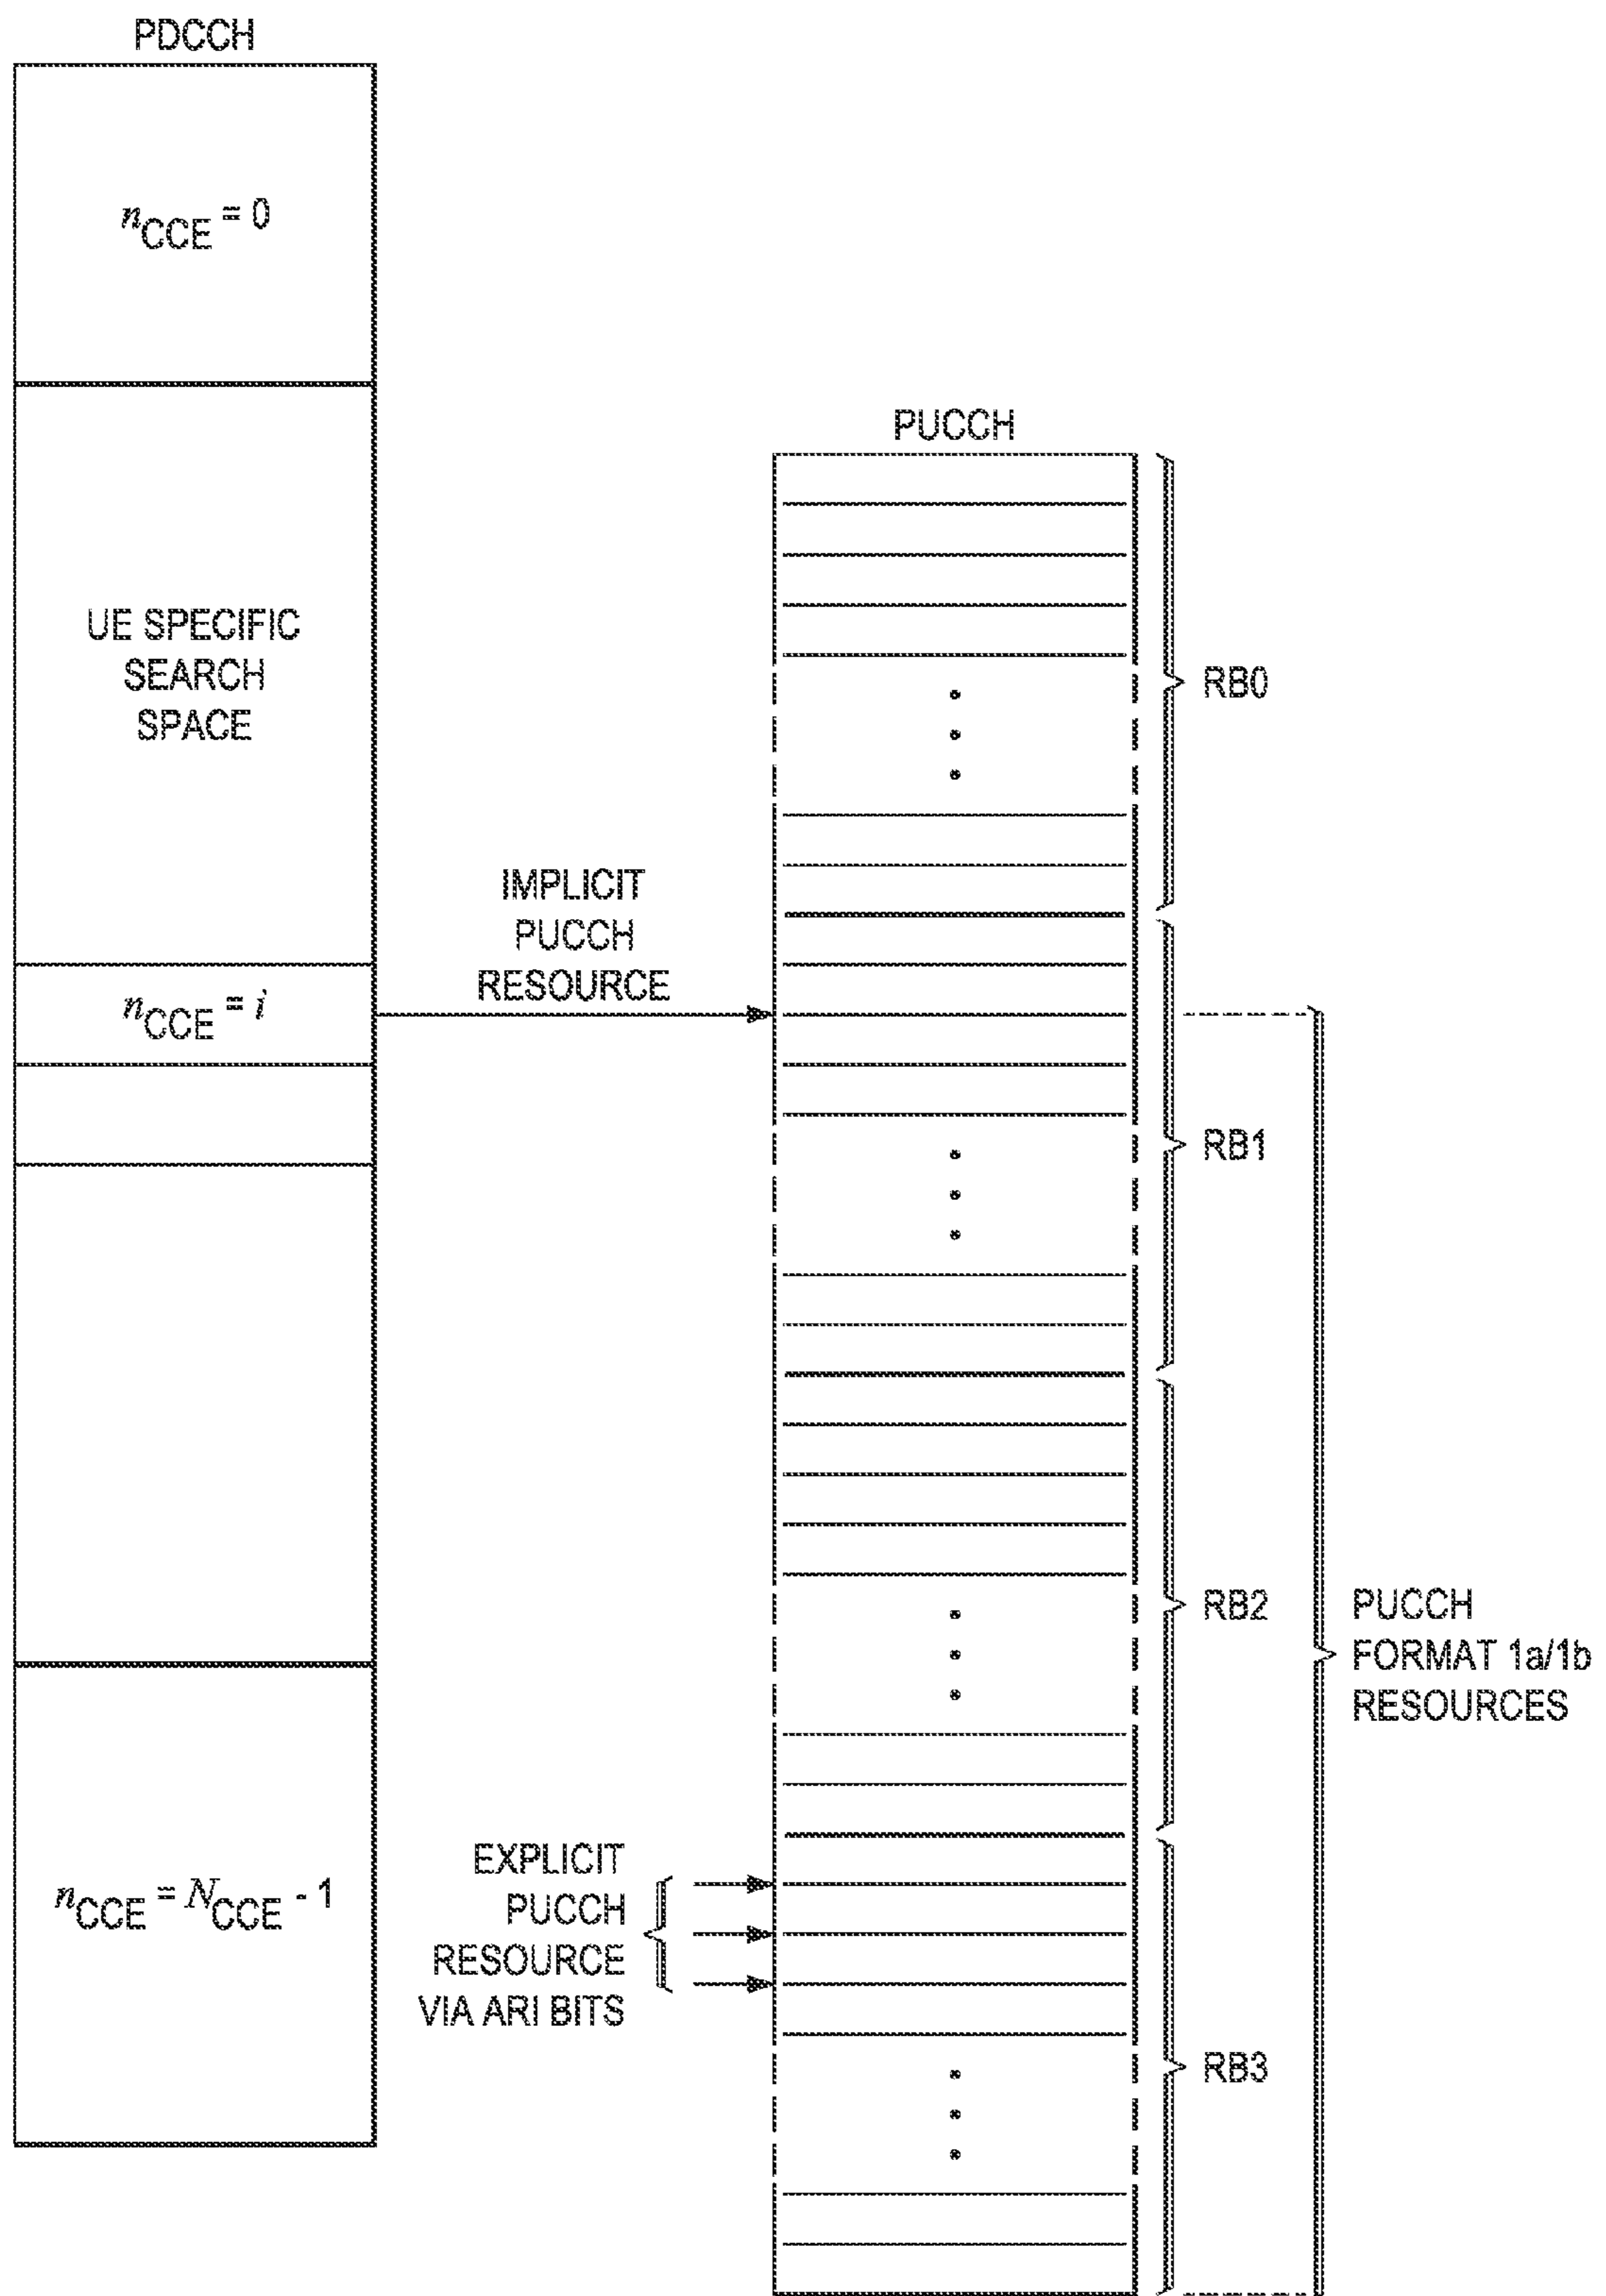 PDCCH
nCCE = 0
UE SPECIFIC
SEARCH
SPACE
nCCE = i
nCCE = NCCE - 1
IMPLICIT
PUCCH
RESOURCE
EXPLICIT
PUCCH
RESOURCE
VIA ARI BITS
PUCCH
RB0
RB1
RB2
RB3
PUCCH
FORMAT 1a/1b
RESOURCES